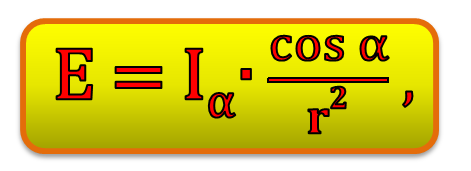 E = I_α · cos α / r²,